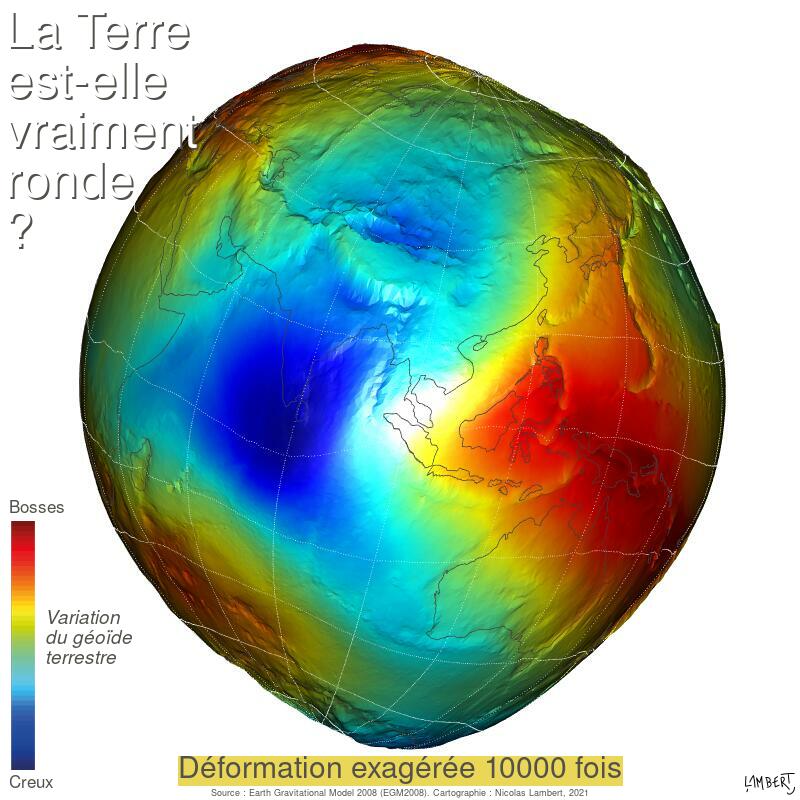 La Terre
est-elle
vraiment
ronde
?
Bosses
Variation
du géoïde
terrestre
Creux
Déformation exagérée 10000 fois
Source : Earth Gravitational Model 2008 (EGM2008). Cartographie : Nicolas Lambert, 2021
LAMBERT